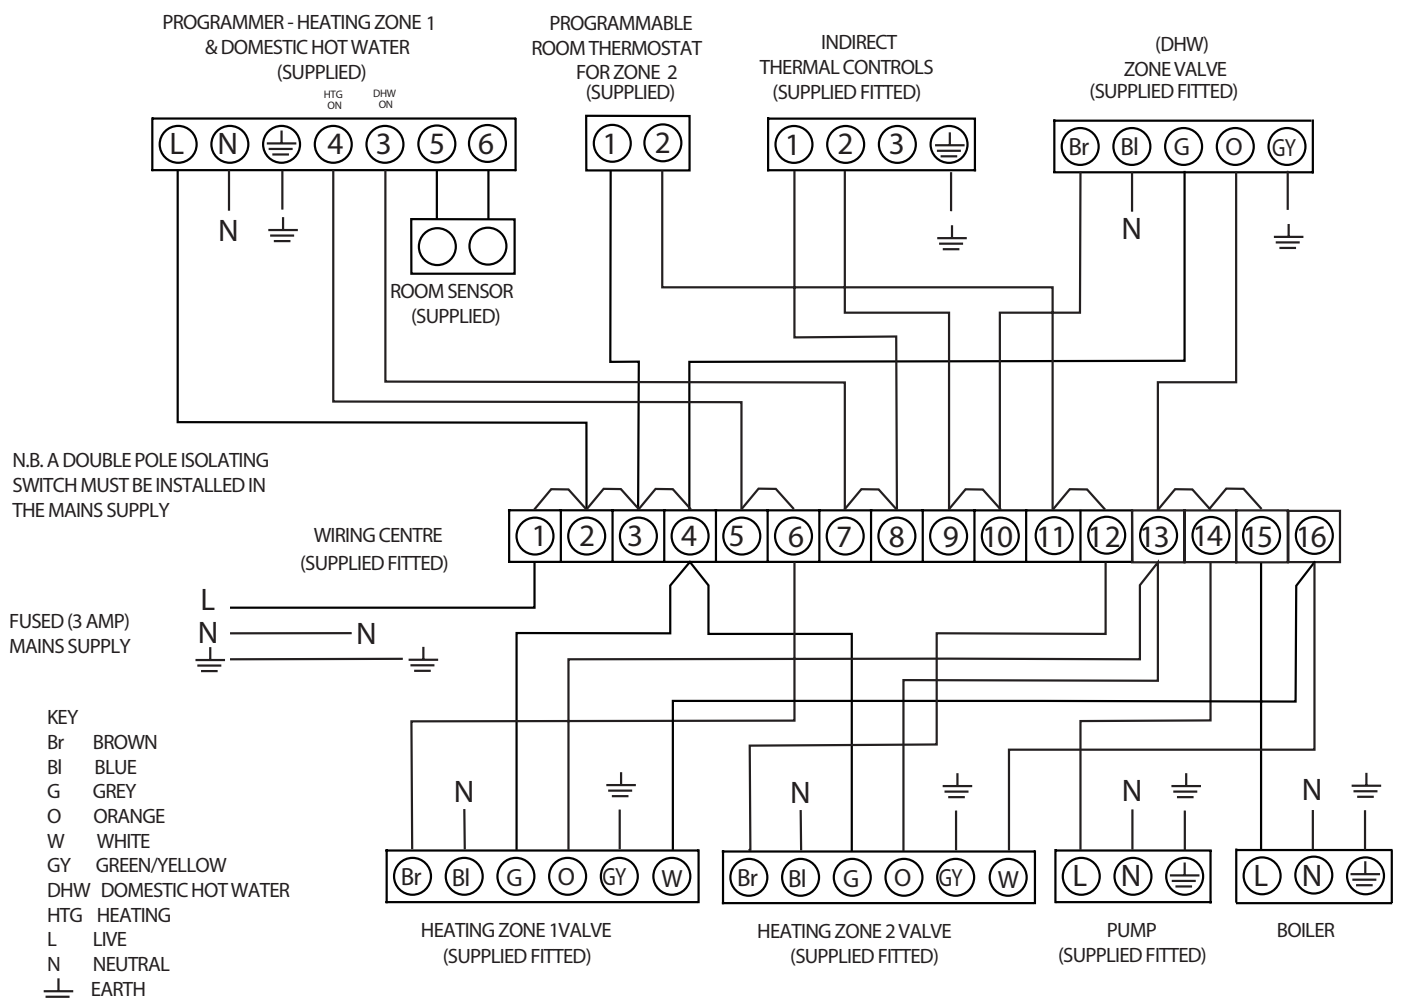 PROGRAMMER - HEATING ZONE 1
& DOMESTIC HOT WATER
(SUPPLIED)
HTG
ON
DHW
ON
L N 4 3 5 6
N
ROOM SENSOR
(SUPPLIED)
PROGRAMMABLE
ROOM THERMOSTAT
FOR ZONE 2
(SUPPLIED)
1 2
INDIRECT
THERMAL CONTROLS
(SUPPLIED FITTED)
1 2 3
(DHW)
ZONE VALVE
(SUPPLIED FITTED)
Br Bl G O GY
N
N.B. A DOUBLE POLE ISOLATING
SWITCH MUST BE INSTALLED IN
THE MAINS SUPPLY
WIRING CENTRE
(SUPPLIED FITTED)
1 2 3 4 5 6 7 8 9 10 11 12 13 14 15 16
FUSED (3 AMP)
MAINS SUPPLY
L
N N
KEY
Br BROWN
Bl BLUE
G GREY
O ORANGE
W WHITE
GY GREEN/YELLOW
DHW DOMESTIC HOT WATER
HTG HEATING
L LIVE
N NEUTRAL
EARTH
N
Br Bl G O GY W
HEATING ZONE 1VALVE
(SUPPLIED FITTED)
N
Br Bl G O GY W
HEATING ZONE 2 VALVE
(SUPPLIED FITTED)
N
L N
PUMP
(SUPPLIED FITTED)
N
L N
BOILER